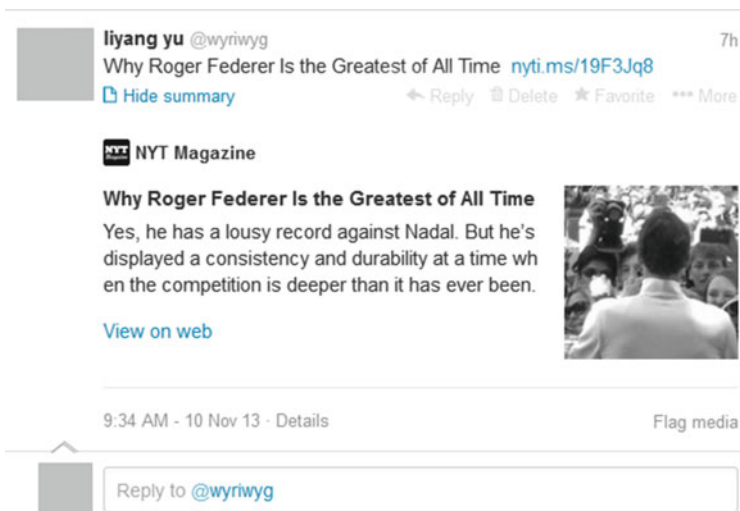 liyang yu @wyriwyg 7h
Why Roger Federer Is the Greatest of All Time nyti.ms/19F3Jq8
Hide summary Reply Delete Favorite More
NYT Magazine NYT Magazine
Why Roger Federer Is the Greatest of All Time
Yes, he has a lousy record against Nadal. But he's
displayed a consistency and durability at a time wh
en the competition is deeper than it has ever been.
View on web
9:34 AM - 10 Nov 13 · Details Flag media
Reply to @wyriwyg